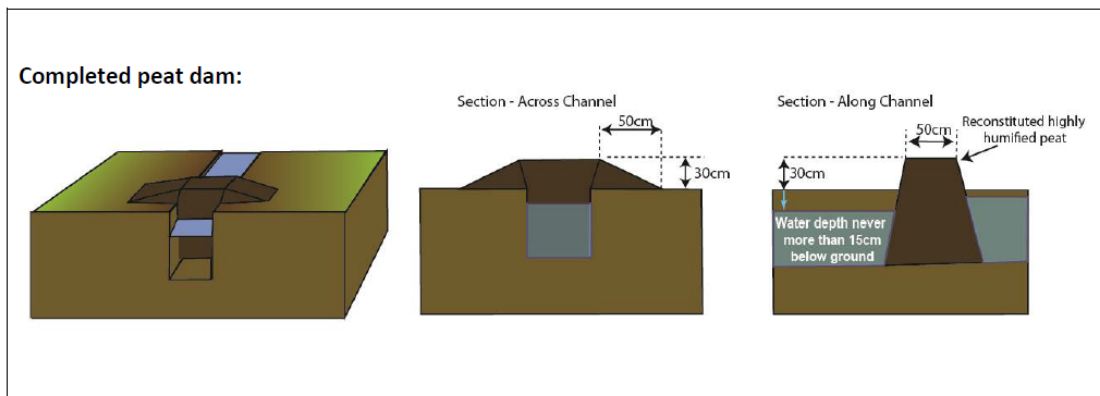 Completed peat dam:
Section - Across Channel
50cm
30cm
Section - Along Channel
50cm
Reconstituted highly
humified peat
30cm
Water depth never
more than 15cm
below ground